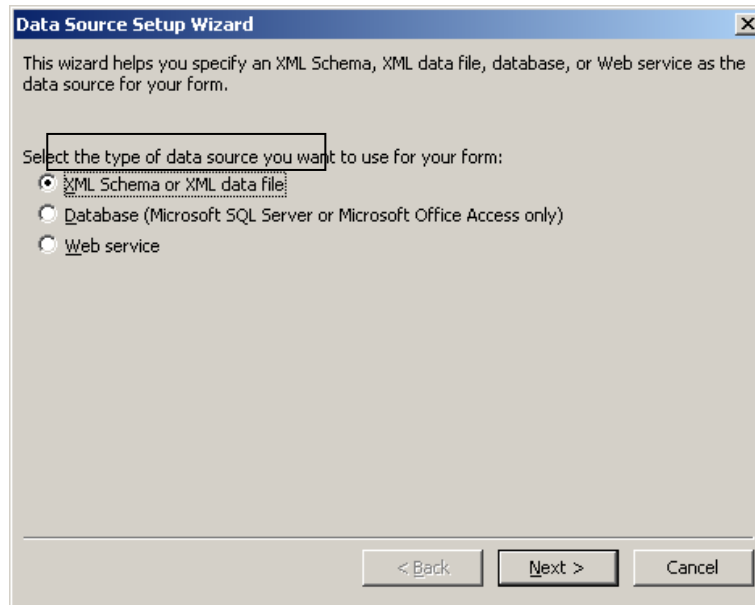 Data Source Setup Wizard
This wizard helps you specify an XML Schema, XML data file, database, or Web service as the
data source for your form.
Select the type of data source you want to use for your form:
XML Schema or XML data file
Database (Microsoft SQL Server or Microsoft Office Access only)
Web service
< Back Next > Cancel